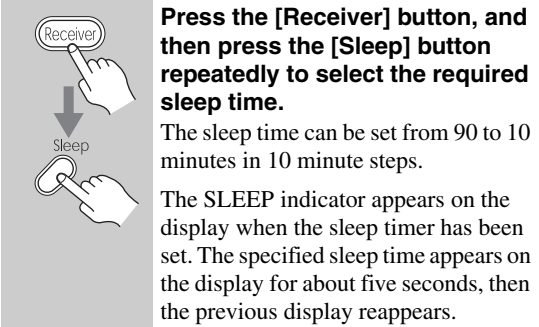 Receiver
Sleep
Press the [Receiver] button, and
then press the [Sleep] button
repeatedly to select the required
sleep time.
The sleep time can be set from 90 to 10
minutes in 10 minute steps.
The SLEEP indicator appears on the
display when the sleep timer has been
set. The specified sleep time appears on
the display for about five seconds, then
the previous display reappears.